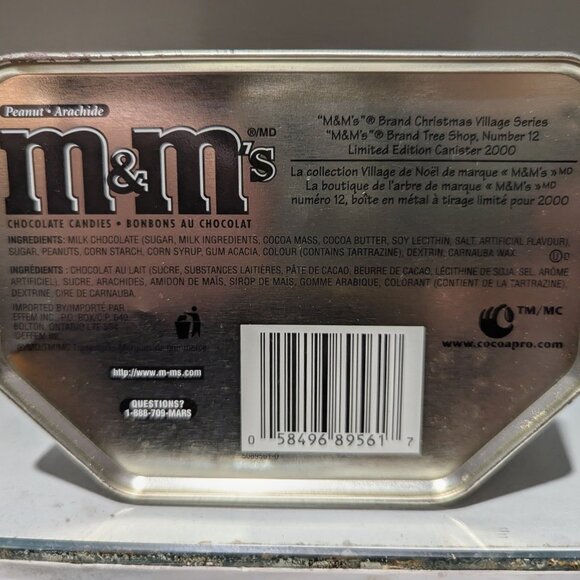 Peanut • Arachide
m&m's ®/MD
CHOCOLATE CANDIES • BONBONS AU CHOCOLAT
"M&M's"® Brand Christmas Village Series
"M&M's"® Brand Tree Shop, Number 12
Limited Edition Canister 2000
La collection Village de Noël de marque « M&M's » MD
La boutique de l'arbre de marque « M&M's » MD
numéro 12, boîte en métal à tirage limité pour 2000
INGREDIENTS: MILK CHOCOLATE (SUGAR, MILK INGREDIENTS, COCOA MASS, COCOA BUTTER, SOY LECITHIN, SALT, ARTIFICIAL FLAVOUR),
SUGAR, PEANUTS, CORN STARCH, CORN SYRUP, GUM ACACIA, COLOUR (CONTAINS TARTRAZINE), DEXTRIN, CARNAUBA WAX.
INGRÉDIENTS: CHOCOLAT AU LAIT (SUCRE, SUBSTANCES LAITIÈRES, PÂTE DE CACAO, BEURRE DE CACAO, LÉCITHINE DE SOJA, SEL, ARÔME
ARTIFICIEL), SUCRE, ARACHIDES, AMIDON DE MAÏS, SIROP DE MAÏS, GOMME ARABIQUE, COLORANT (CONTIENT DE LA TARTRAZINE),
DEXTRINE, CIRE DE CARNAUBA.
IMPORTED BY/IMPORTÉ PAR
EFFEM INC. P.O. BOX/C.P. 640
BOLTON, ONTARIO
©EFFEM INC.
TM/MC
www.cocoapro.com
http://www.m-ms.com
QUESTIONS?
1-888-709-MARS
0 58496 89561 7